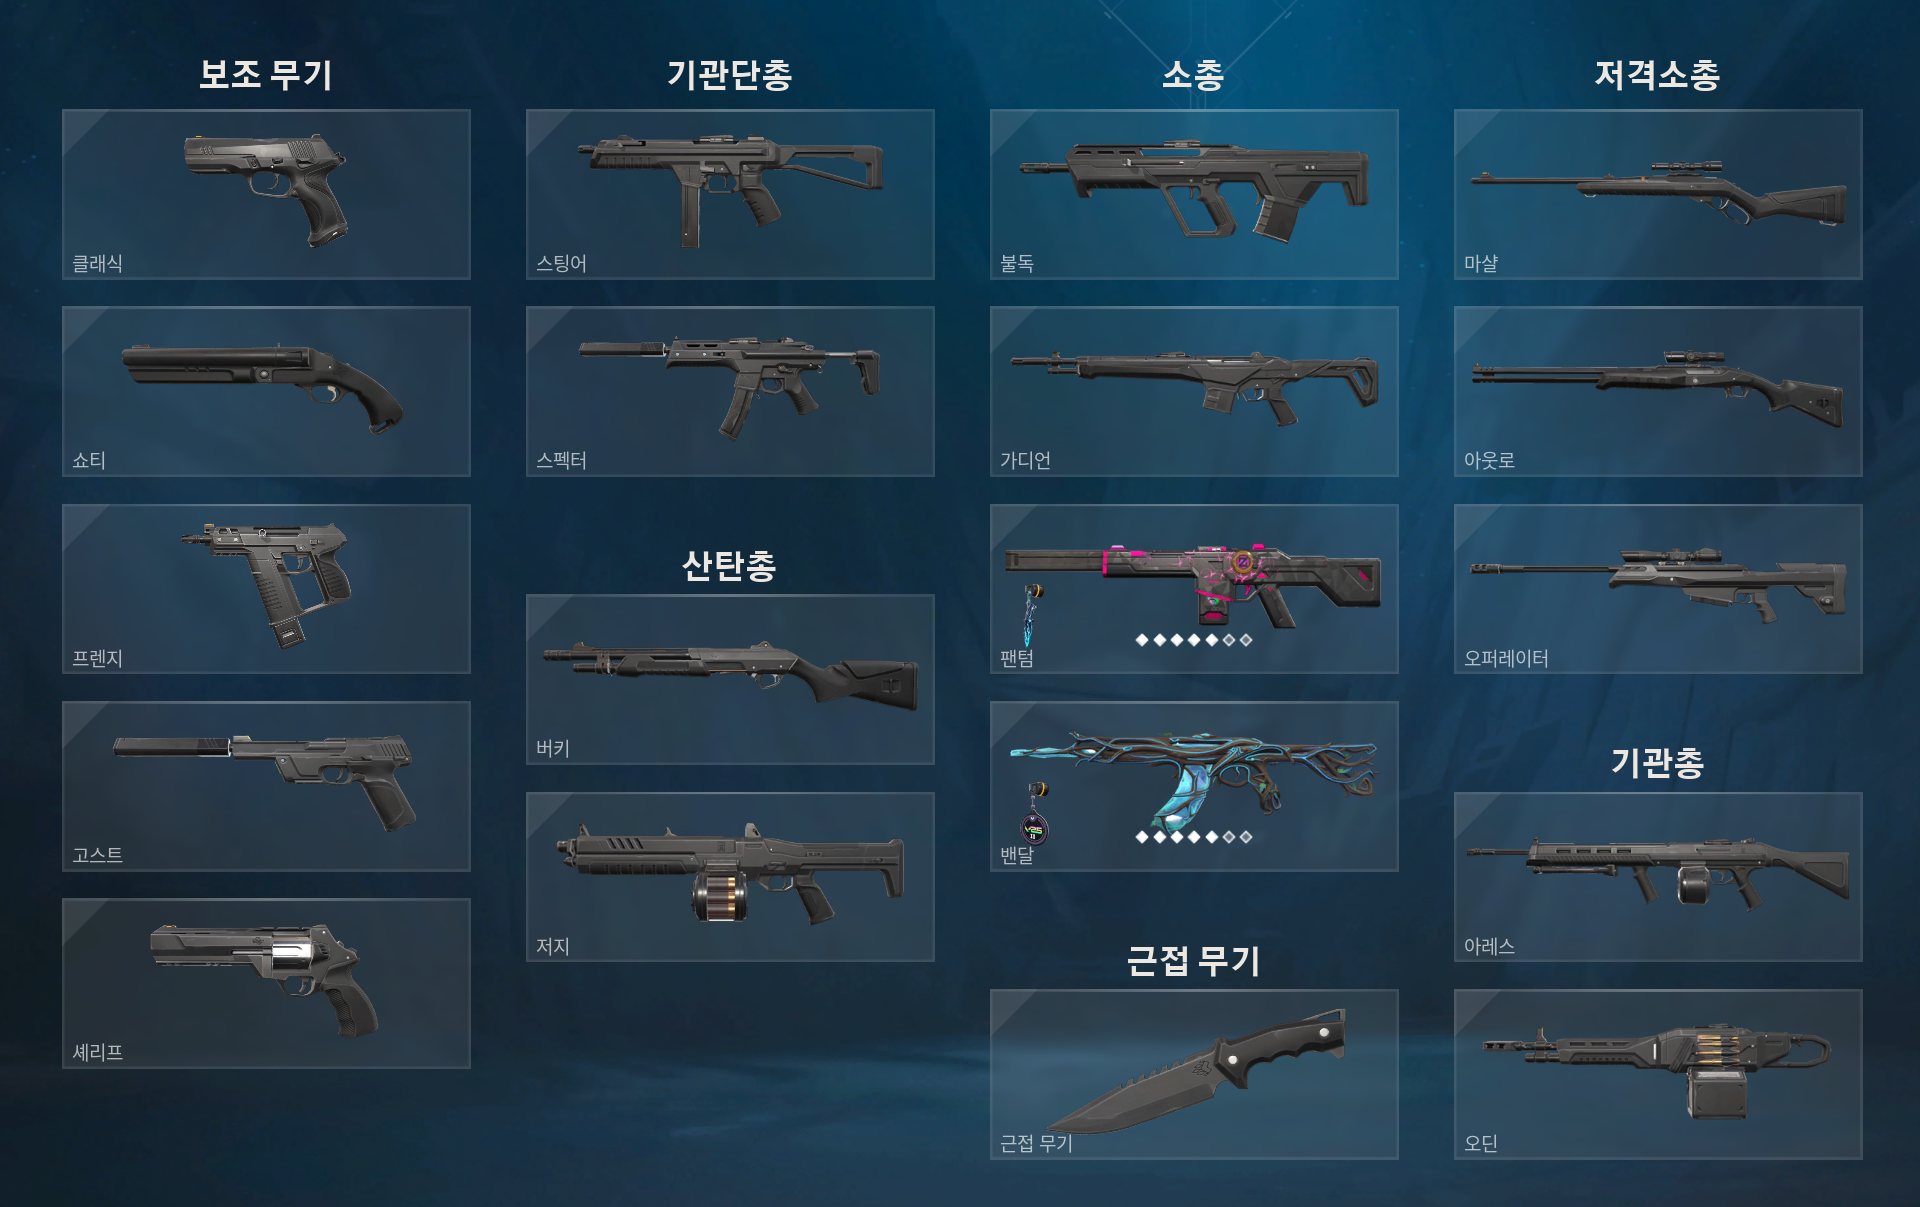 보조 무기
클래식
쇼티
프렌지
고스트
셰리프
기관단총
스팅어
스펙터
산탄총
버키
저지
소총
불독
가디언
팬텀
밴달
V25
근접 무기
근접 무기
저격소총
마샬
아웃로
오퍼레이터
기관총
아레스
오딘